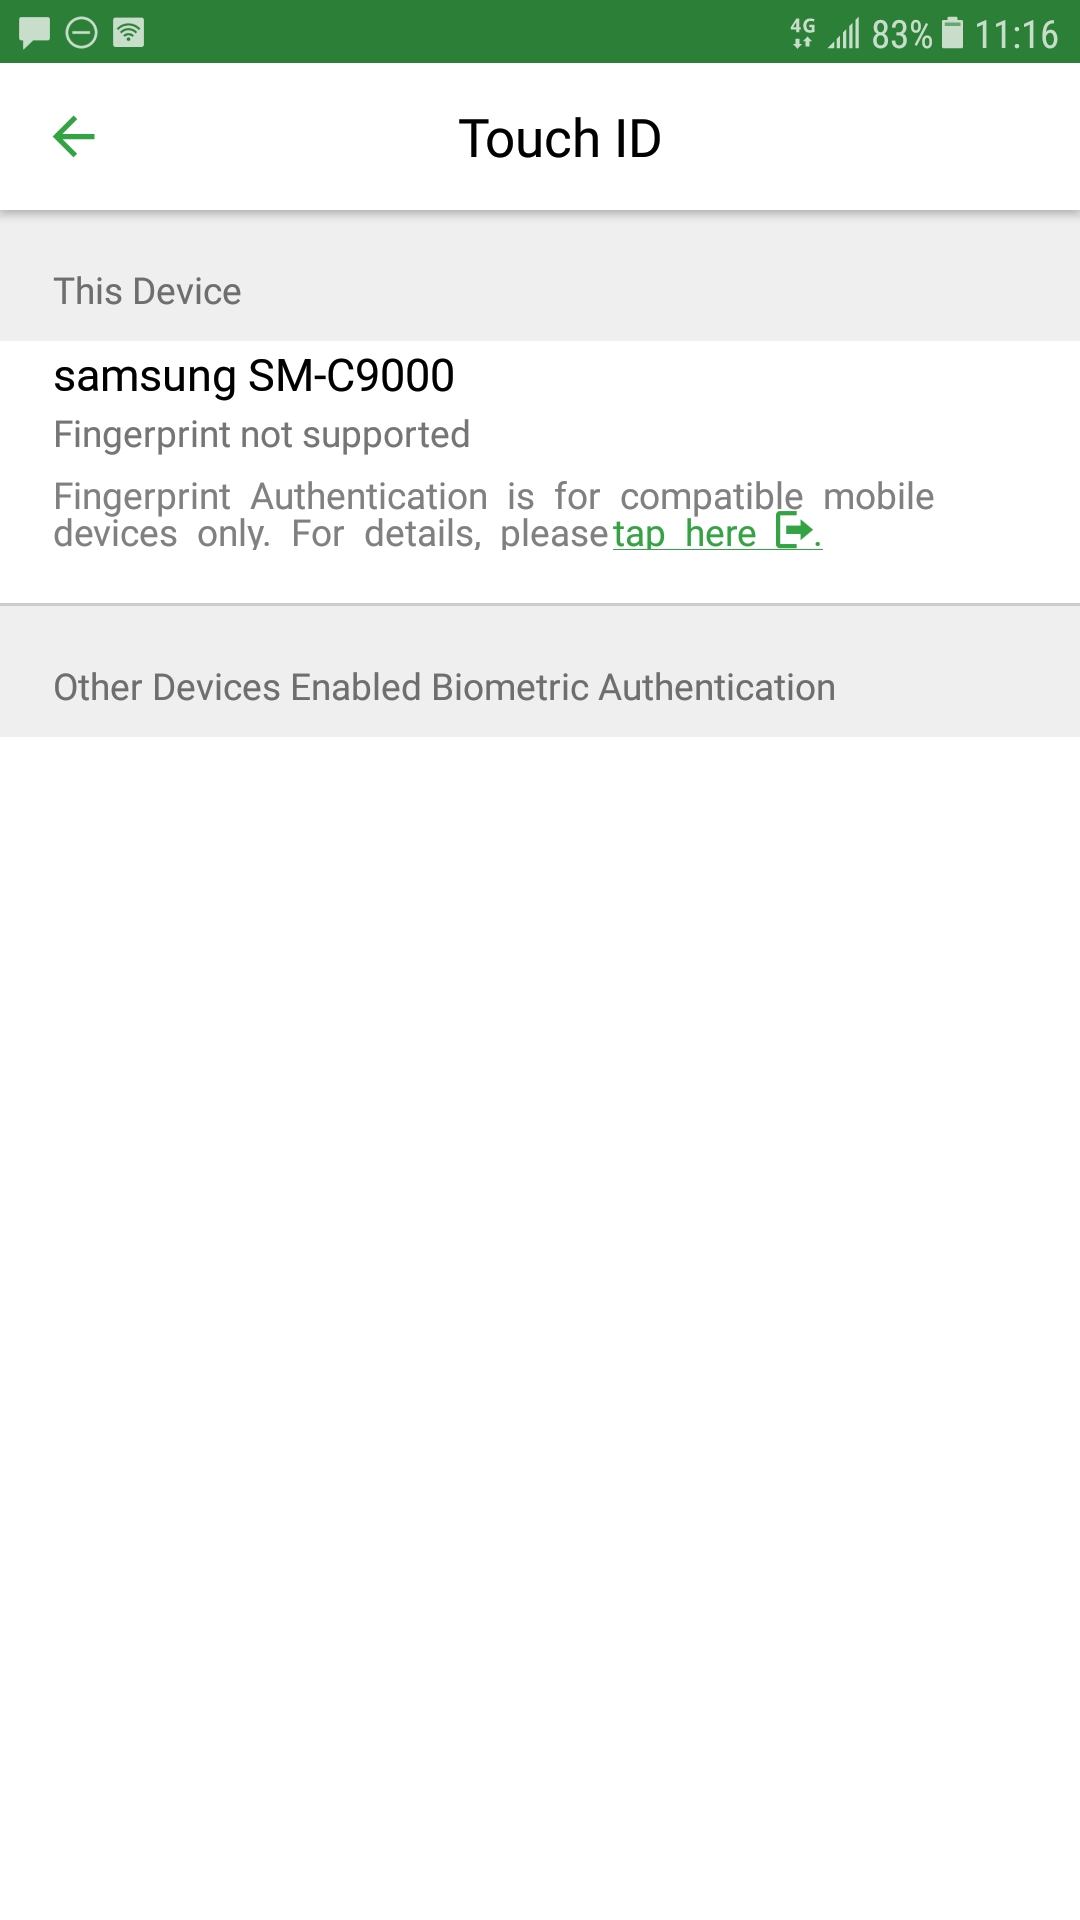 4G 83% 11:16
Touch ID
This Device
samsung SM-C9000
Fingerprint not supported
Fingerprint Authentication is for compatible mobile
devices only. For details, please tap here .
Other Devices Enabled Biometric Authentication